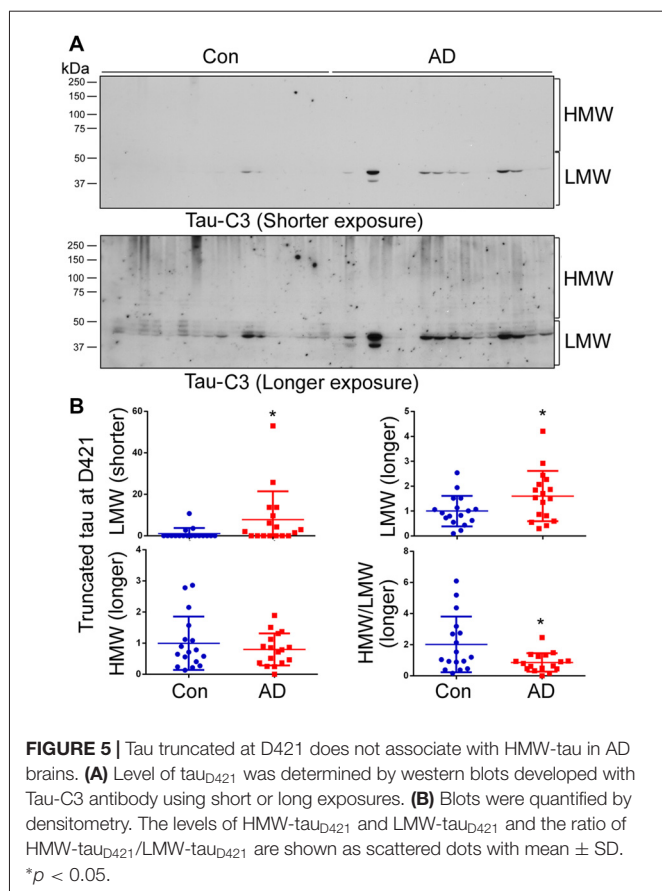 A
Con AD
kDa
250
150
100
75
50
37
HMW
LMW
Tau-C3 (Shorter exposure)
250
150
100
75
50
37
HMW
LMW
Tau-C3 (Longer exposure)
B
Truncated tau at D421
LMW (shorter)
60
40
20
0
*
LMW (longer)
5
4
3
2
1
0
*
HMW (longer)
4
3
2
1
0
Con AD
HMW/LMW
(longer)
8
6
4
2
0
*
Con AD
FIGURE 5 | Tau truncated at D421 does not associate with HMW-tau in AD
brains. (A) Level of tauD421 was determined by western blots developed with
Tau-C3 antibody using short or long exposures. (B) Blots were quantified by
densitometry. The levels of HMW-tauD421 and LMW-tauD421 and the ratio of
HMW-tauD421/LMW-tauD421 are shown as scattered dots with mean ± SD.
*p < 0.05.